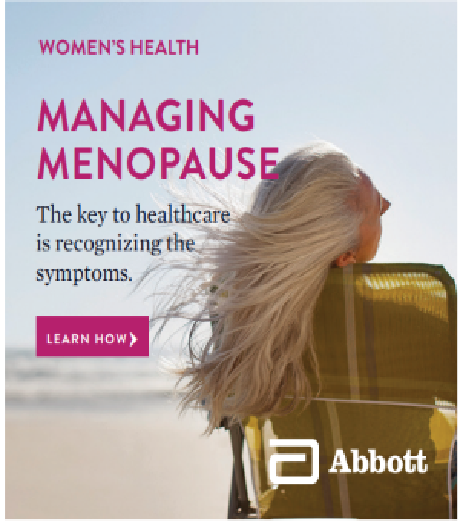 WOMEN'S HEALTH
MANAGING
MENOPAUSE
The key to healthcare
is recognizing the
symptoms.
LEARN HOW❯
Abbott